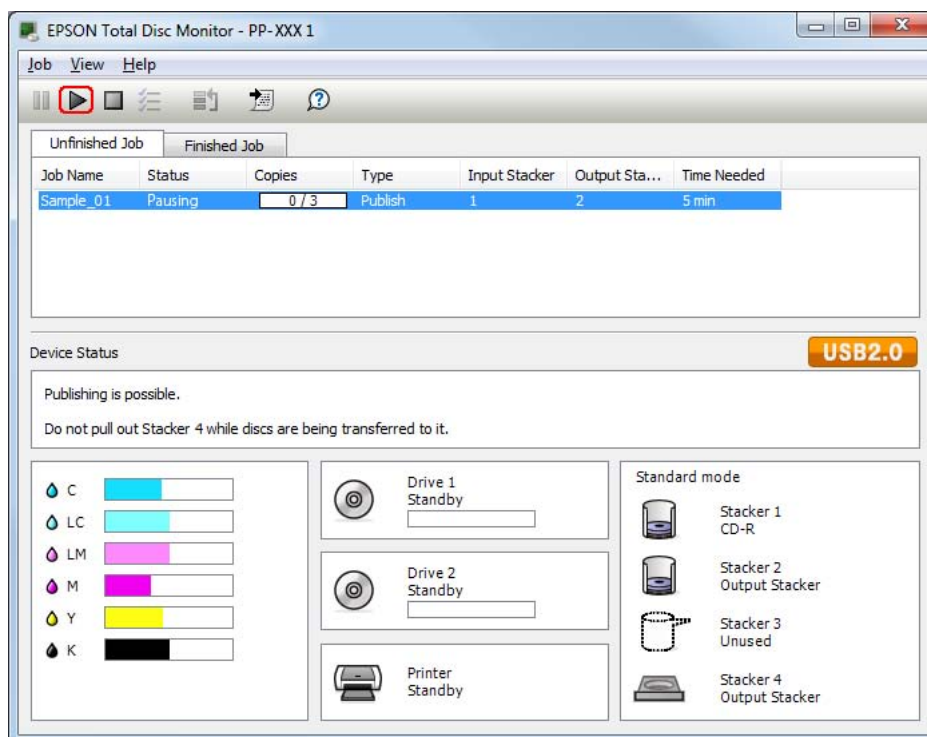 EPSON Total Disc Monitor - PP-XXX 1
Job View Help
Unfinished Job Finished Job
Job Name Status Copies Type Input Stacker Output Sta... Time Needed
Sample_01 Pausing 0 / 3 Publish 1 2 5 min
Device Status
USB2.0
Publishing is possible.
Do not pull out Stacker 4 while discs are being transferred to it.
C
LC
LM
M
Y
K
Drive 1
Standby
Drive 2
Standby
Printer
Standby
Standard mode
Stacker 1
CD-R
Stacker 2
Output Stacker
Stacker 3
Unused
Stacker 4
Output Stacker